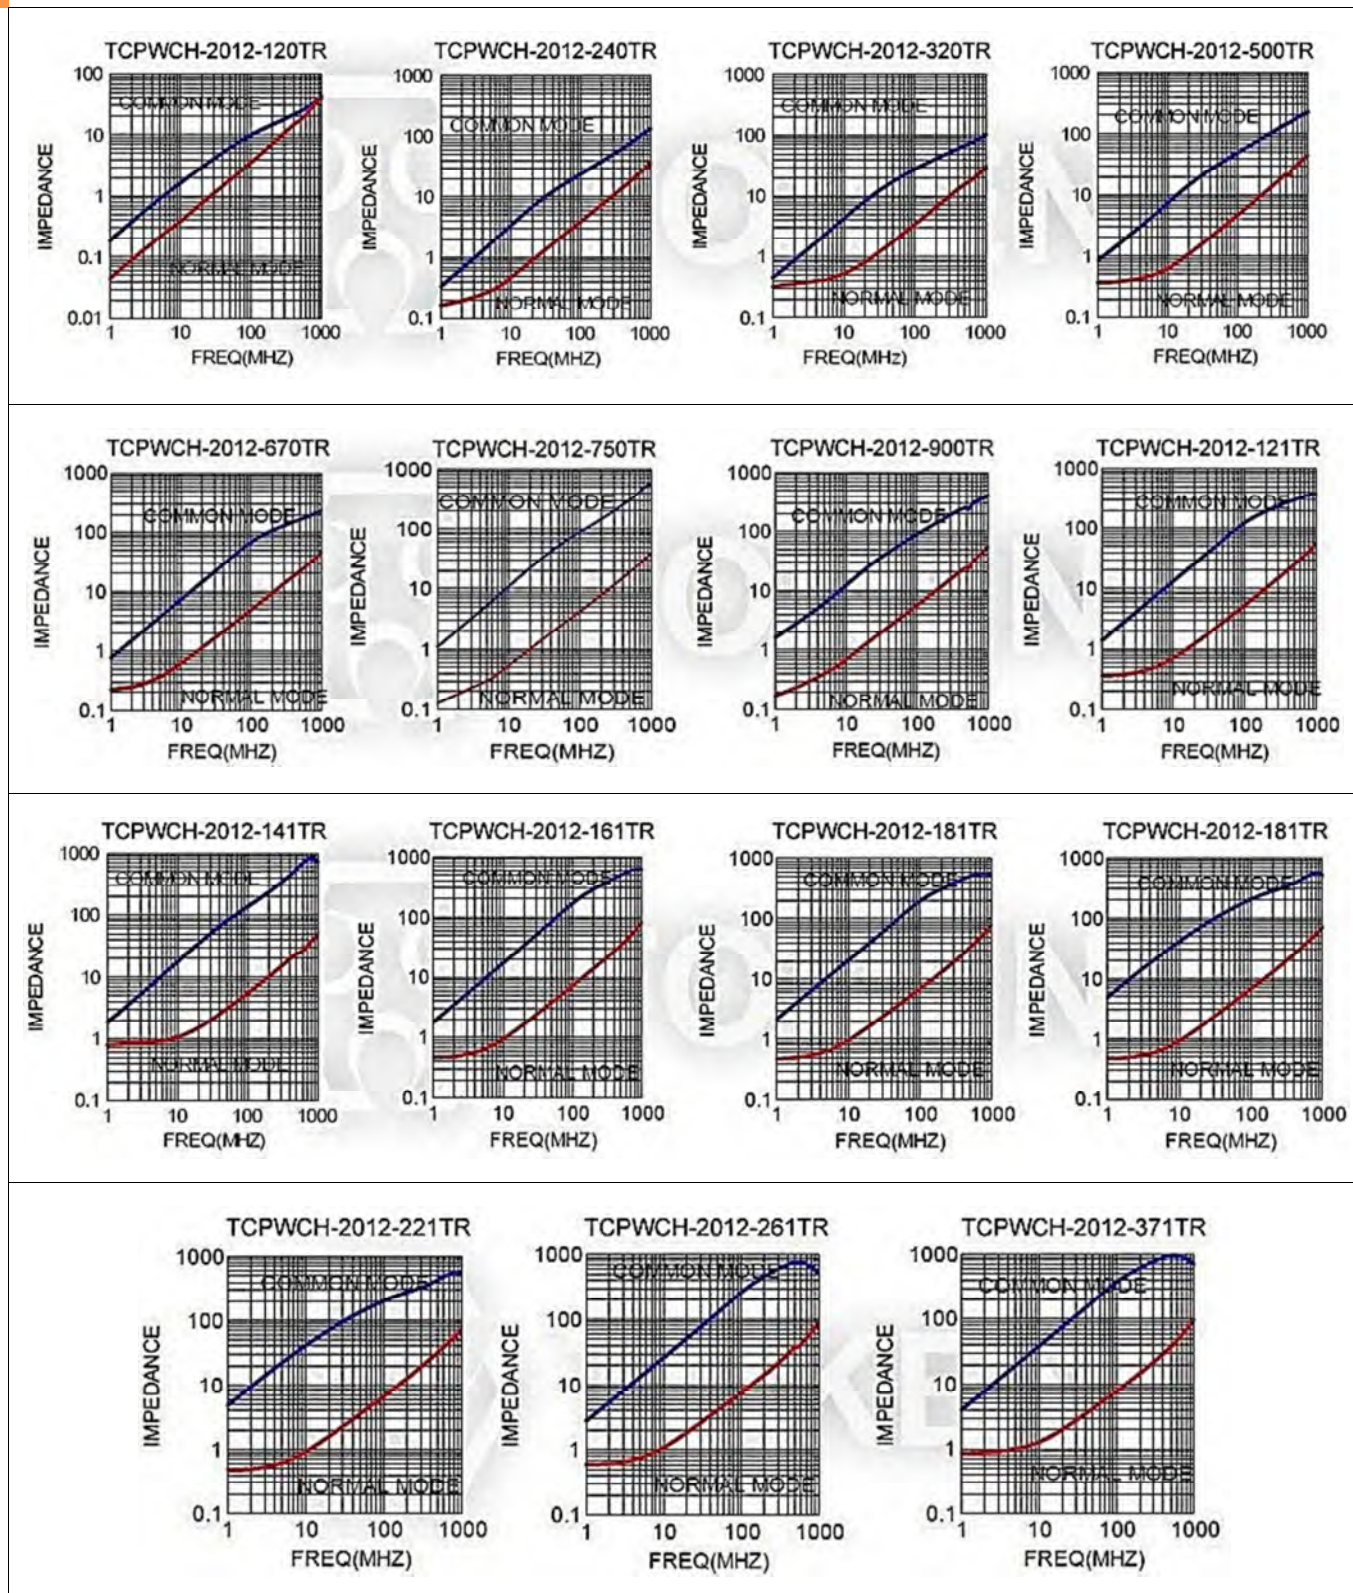 TCPWCH-2012-120TR
100
10
1
0.1
0.01
IMPEDANCE
COMMON MODE
NORMAL MODE
1 10 100 1000
FREQ(MHZ)
TCPWCH-2012-240TR
1000
100
10
1
0.1
IMPEDANCE
COMMON MODE
NORMAL MODE
1 10 100 1000
FREQ(MHZ)
TCPWCH-2012-320TR
1000
100
10
1
0.1
IMPEDANCE
COMMON MODE
NORMAL MODE
1 10 100 1000
FREQ(MHz)
TCPWCH-2012-500TR
1000
100
10
1
0.1
IMPEDANCE
COMMON MODE
NORMAL MODE
1 10 100 1000
FREQ(MHZ)
TCPWCH-2012-670TR
1000
100
10
1
0.1
IMPEDANCE
COMMON MODE
NORMAL MODE
1 10 100 1000
FREQ(MHZ)
TCPWCH-2012-750TR
1000
100
10
1
0.1
IMPEDANCE
COMMON MODE
NORMAL MODE
1 10 100 1000
FREQ(MHZ)
TCPWCH-2012-900TR
1000
100
10
1
0.1
IMPEDANCE
COMMON MODE
NORMAL MODE
1 10 100 1000
FREQ(MHZ)
TCPWCH-2012-121TR
1000
100
10
1
0.1
IMPEDANCE
COMMON MODE
NORMAL MODE
1 10 100 1000
FREQ(MHZ)
TCPWCH-2012-141TR
1000
100
10
1
0.1
IMPEDANCE
COMMON MODE
NORMAL MODE
1 10 100 1000
FREQ(MHZ)
TCPWCH-2012-161TR
1000
100
10
1
0.1
IMPEDANCE
COMMON MODE
NORMAL MODE
1 10 100 1000
FREQ(MHZ)
TCPWCH-2012-181TR
1000
100
10
1
0.1
IMPEDANCE
COMMON MODE
NORMAL MODE
1 10 100 1000
FREQ(MHZ)
TCPWCH-2012-181TR
1000
100
10
1
0.1
IMPEDANCE
COMMON MODE
NORMAL MODE
1 10 100 1000
FREQ(MHZ)
TCPWCH-2012-221TR
1000
100
10
1
0.1
IMPEDANCE
COMMON MODE
NORMAL MODE
1 10 100 1000
FREQ(MHZ)
TCPWCH-2012-261TR
1000
100
10
1
0.1
IMPEDANCE
COMMON MODE
NORMAL MODE
1 10 100 1000
FREQ(MHZ)
TCPWCH-2012-371TR
1000
100
10
1
0.1
IMPEDANCE
COMMON MODE
NORMAL MODE
1 10 100 1000
FREQ(MHZ)